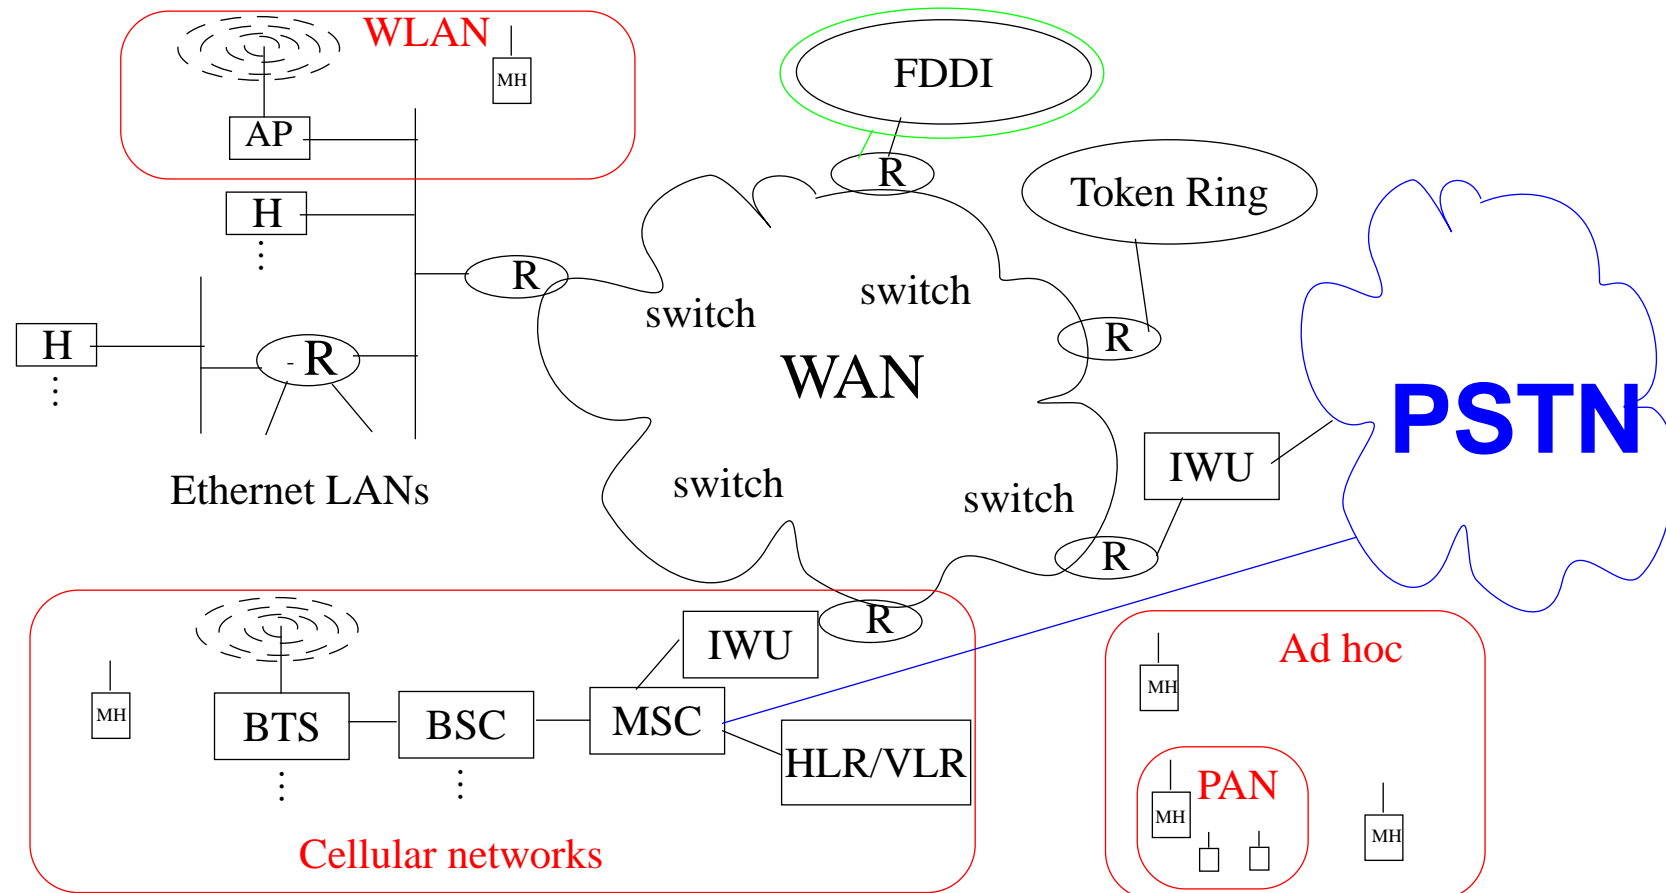 WLAN
MH
AP
FDDI
R
H
⋮
Token Ring
R
switch
switch
H
⋮
- R
R
WAN
PSTN
Ethernet LANs
switch
switch
IWU
R
R
IWU
MH
BTS
⋮
BSC
⋮
MSC
HLR/VLR
Cellular networks
Ad hoc
MH
PAN
MH
MH